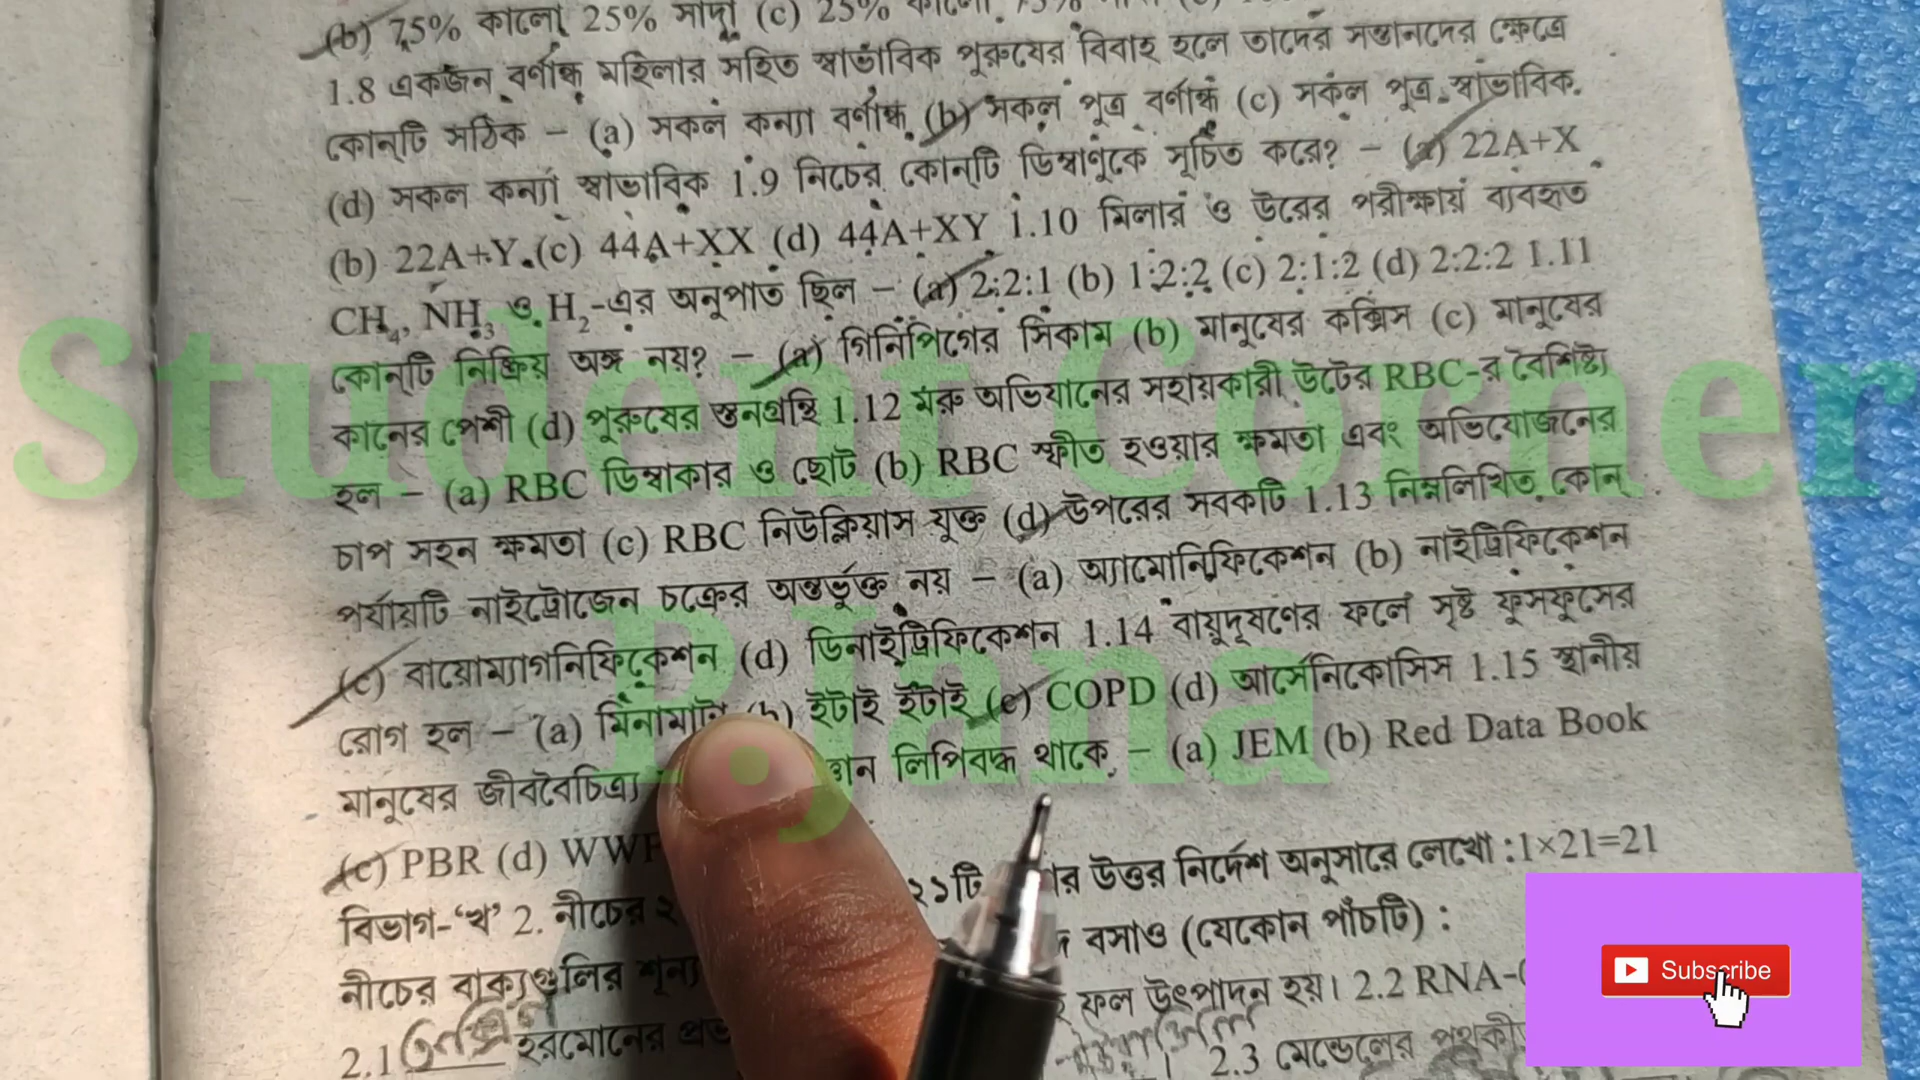 (b) 75% কালো 25% সাদা (c) 25%
1.8 একজন বর্ণান্ধ মহিলার সহিত স্বাভাবিক পুরুষের বিবাহ হলে তাদের সন্তানদের ক্ষেত্রে
কোন্‌টি সঠিক – (a) সকল কন্যা বর্ণান্ধ (b) সকল পুত্র বর্ণান্ধ (c) সকল পুত্র স্বাভাবিক
(d) সকল কন্যা স্বাভাবিক 1.9 নিচের কোন্‌টি ডিম্বাণুকে সূচিত করে? – (a) 22A+X
(b) 22A+Y (c) 44A+XX (d) 44A+XY 1.10 মিলার ও উরের পরীক্ষায় ব্যবহৃত
CH₄, NH₃ ও H₂-এর অনুপাত ছিল – (a) 2:2:1 (b) 1:2:2 (c) 2:1:2 (d) 2:2:2 1.11
কোন্‌টি নিষ্ক্রিয় অঙ্গ নয়? – (a) গিনিপিগের সিকাম (b) মানুষের কক্সিস (c) মানুষের
কানের পেশী (d) পুরুষের স্তনগ্রন্থি 1.12 মরু অভিযানের সহায়কারী উটের RBC-র বৈশিষ্ট্য
হল – (a) RBC ডিম্বাকার ও ছোট (b) RBC স্ফীত হওয়ার ক্ষমতা এবং অভিযোজনের
চাপ সহন ক্ষমতা (c) RBC নিউক্লিয়াস যুক্ত (d) উপরের সবকটি 1.13 নিম্নলিখিত কোন্
পর্যায়টি নাইট্রোজেন চক্রের অন্তর্ভুক্ত নয় – (a) অ্যামোনিফিকেশন (b) নাইট্রিফিকেশন
(c) বায়োম্যাগনিফিকেশন (d) ডিনাইট্রিফিকেশন 1.14 বায়ুদূষণের ফলে সৃষ্ট ফুসফুসের
রোগ হল – (a) মিনামাটা (b) ইটাই ইটাই (c) COPD (d) আর্সেনিকোসিস 1.15 স্থানীয়
মানুষের জীববৈচিত্র্য লিপিবদ্ধ থাকে – (a) JEM (b) Red Data Book
(c) PBR (d) WWF
বিভাগ-‘খ’ 2. নীচের ২১টি উত্তর নির্দেশ অনুসারে লেখো : 1×21=21
নীচের বাক্যগুলির বসাও (যেকোন পাঁচটি) :
2.1 হরমোনের ফল উৎপাদন হয়। 2.2 RNA-
2.3 মেন্ডেলের
Student Corner
P.Jana
Subscribe